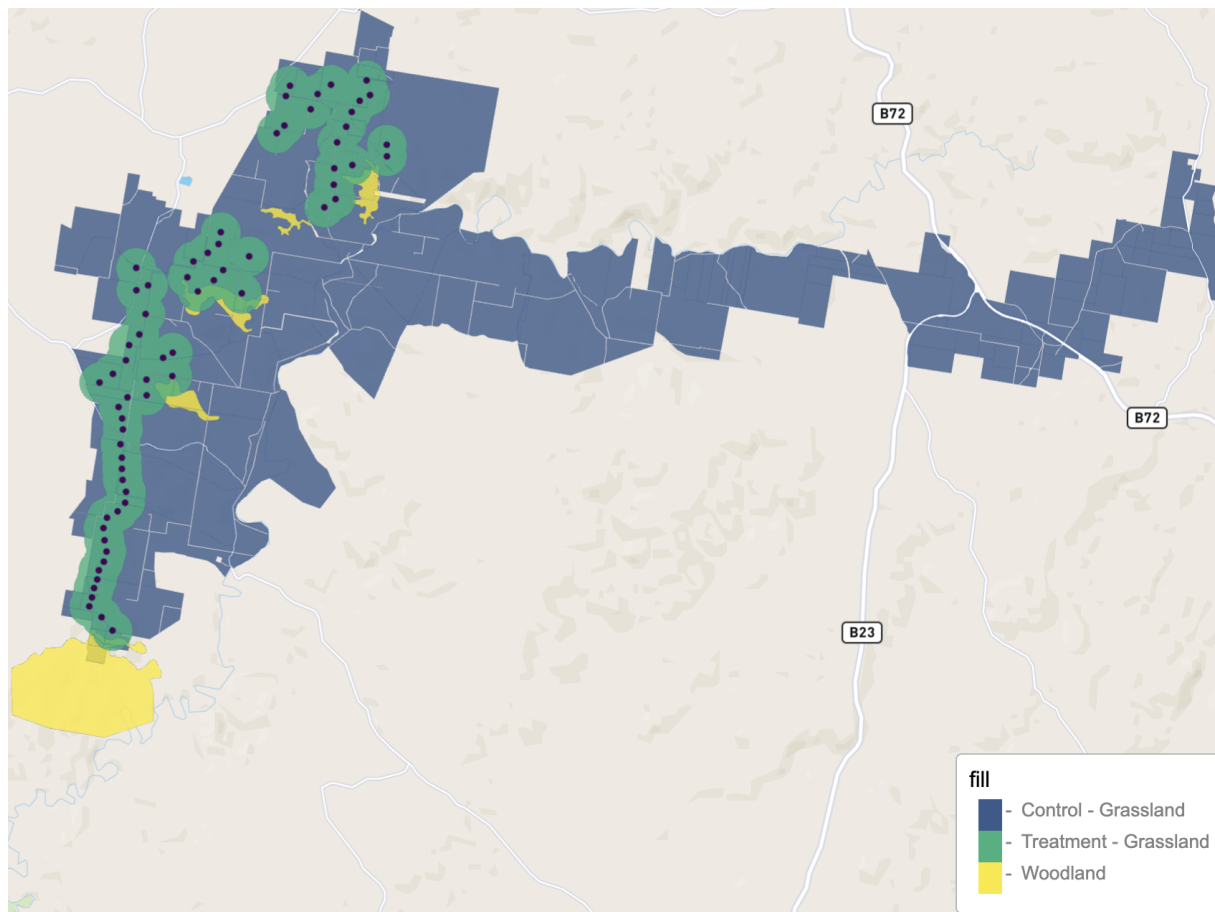 B72
B72
B23
fill
- Control - Grassland
- Treatment - Grassland
- Woodland